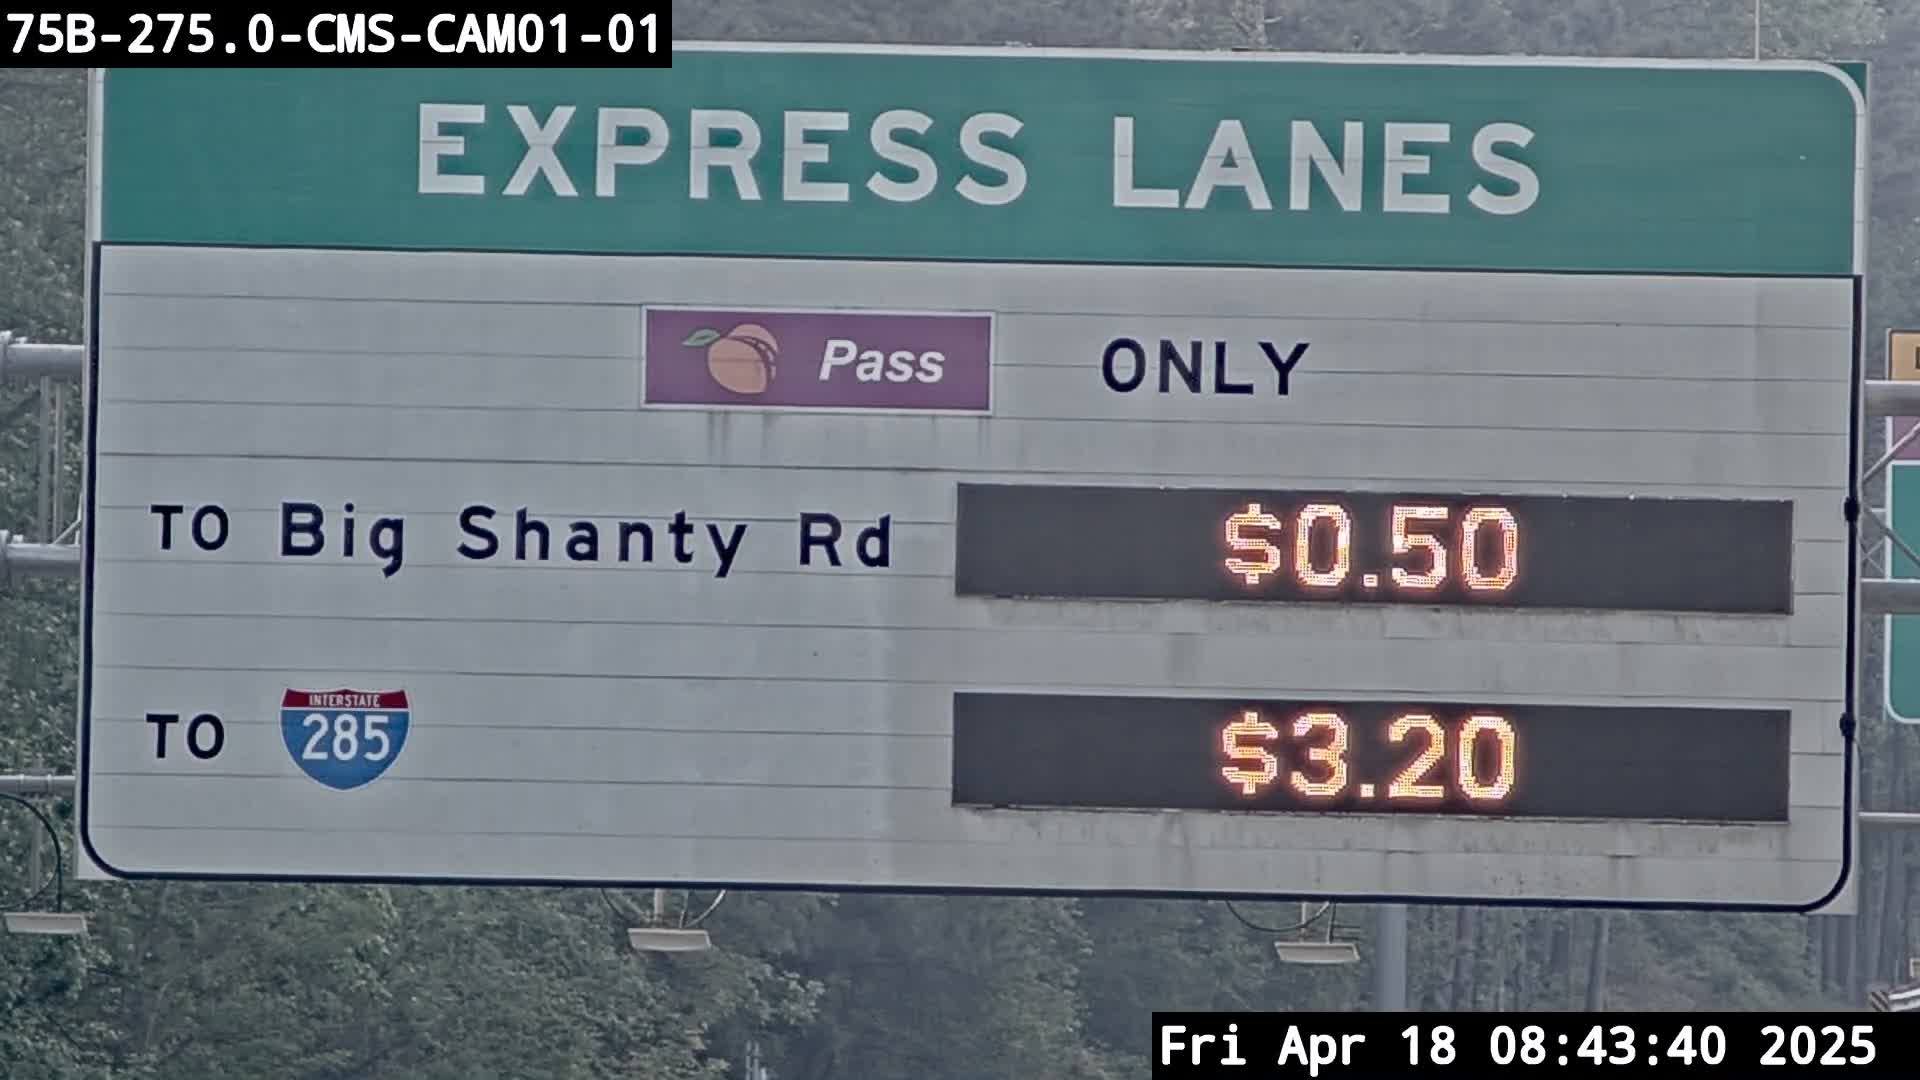 75B-275.0-CMS-CAM01-01
EXPRESS LANES
Pass ONLY
TO Big Shanty Rd $0.50
TO INTERSTATE 285 $3.20
Fri Apr 18 08:43:40 2025